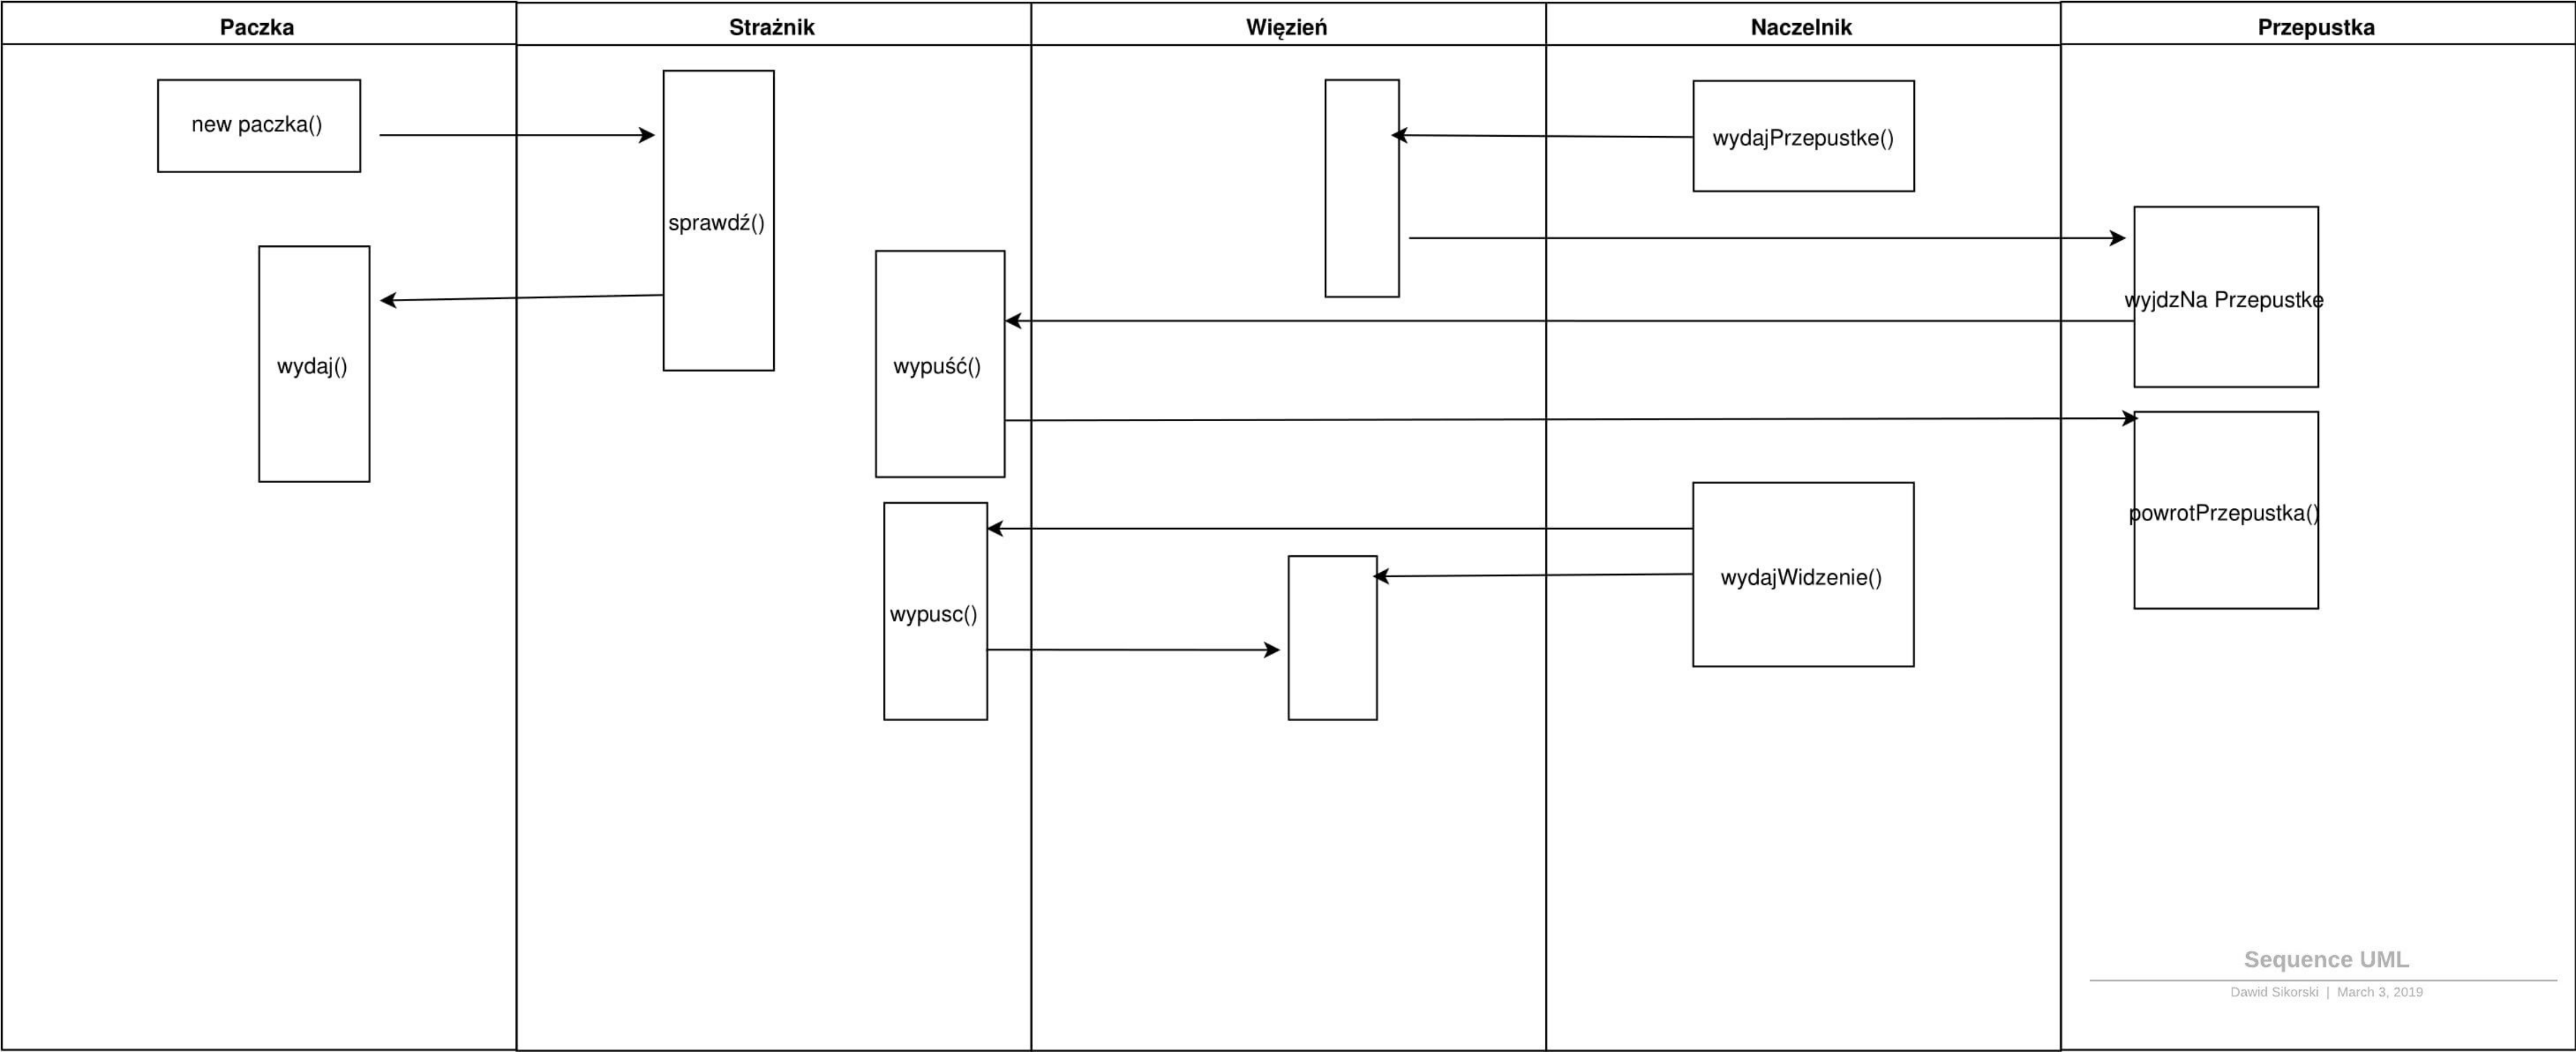 Paczka
Strażnik
Więzień
Naczelnik
Przepustka
new paczka()
wydajPrzepustke()
sprawdź()
wyjdzNa Przepustke
wydaj()
wypuść()
powrotPrzepustka()
wydajWidzenie()
wypusc()
Sequence UML
Dawid Sikorski | March 3, 2019